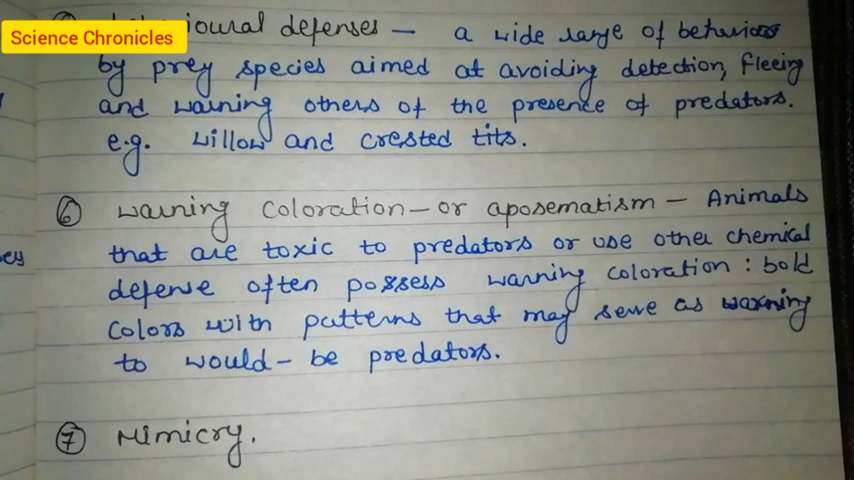 Science Chronicles
ioural defenses – a wide range of behaviors
by prey species aimed at avoiding detection, fleeing
and warning others of the presence of predators.
e.g. willow and crested tits.
⑥ warning coloration – or aposematism – Animals
that are toxic to predators or use other chemical
ey
defense often possess warning coloration : bold
colors with patterns that may serve as warning
to would-be predators.
⑦ Mimicry.